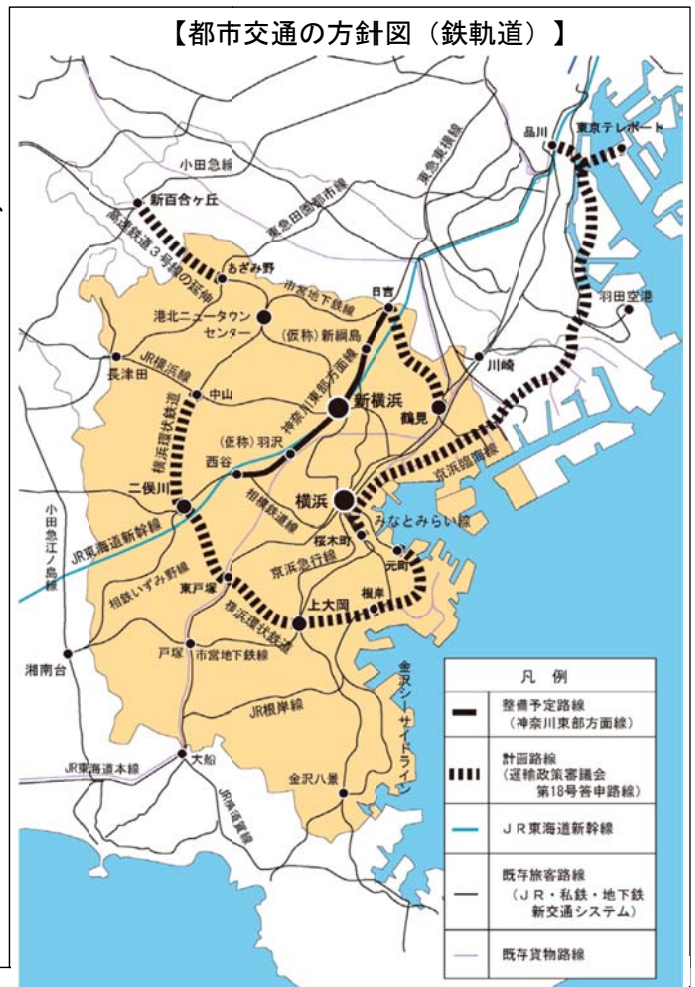 【都市交通の方針図（鉄軌道）】
品川
東京テレポート
小田急線
東急東横線
新百合ヶ丘
東急田園都市線
高速鉄道３号線の延伸
あざみ野
市営地下鉄線
日吉
羽田空港
港北ニュータウン
センター
(仮称)新綱島
JR横浜線
長津田
中山
神奈川東部方面線
新横浜
川崎
鶴見
横浜環状鉄道
(仮称)羽沢
西谷
京浜臨海線
二俣川
横浜
相模鉄道線
みなとみらい線
小田急江ノ島線
JR東海道新幹線
桜木町
元町
京浜急行線
相鉄いずみ野線
東戸塚
根岸
横浜環状鉄道
上大岡
戸塚
市営地下鉄線
湘南台
金沢シーサイドライン
JR根岸線
大船
JR東海道本線
金沢八景
JR横須賀線
凡例
整備予定路線
（神奈川東部方面線）
計画路線
(運輸政策審議会
第18号答申路線)
ＪＲ東海道新幹線
既存旅客路線
（ＪＲ・私鉄・地下鉄
新交通システム）
既存貨物路線